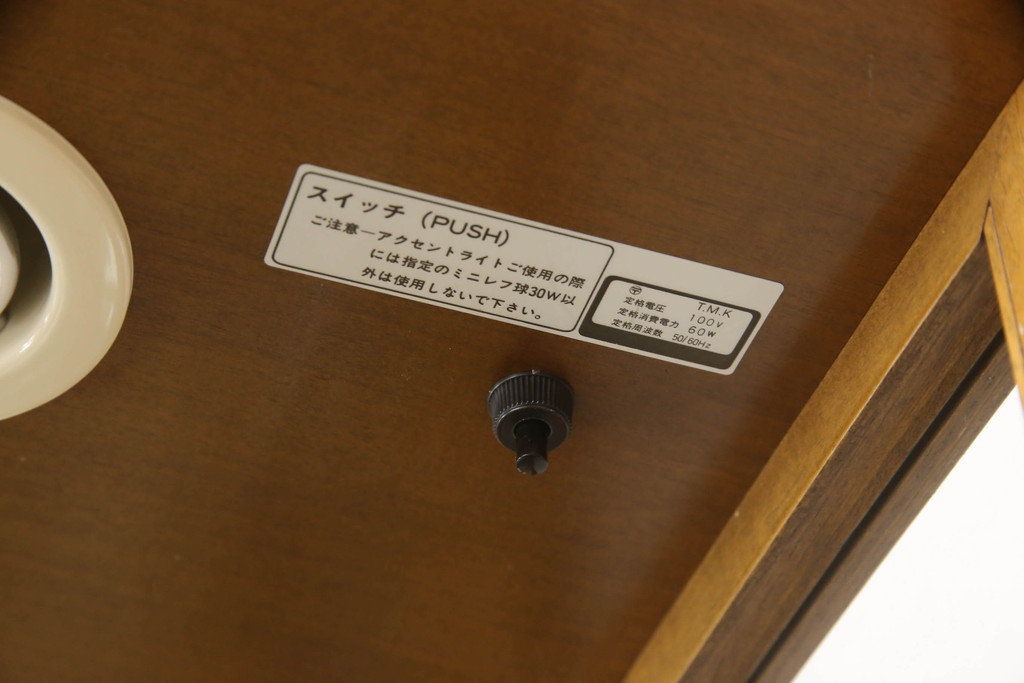 スイッチ (PUSH)
ご注意—アクセントライトご使用の際
には指定のミニレフ球30W以
外は使用しないで下さい。
〒 T.M.K
定格電圧 100V
定格消費電力 60W
定格周波数 50/60Hz